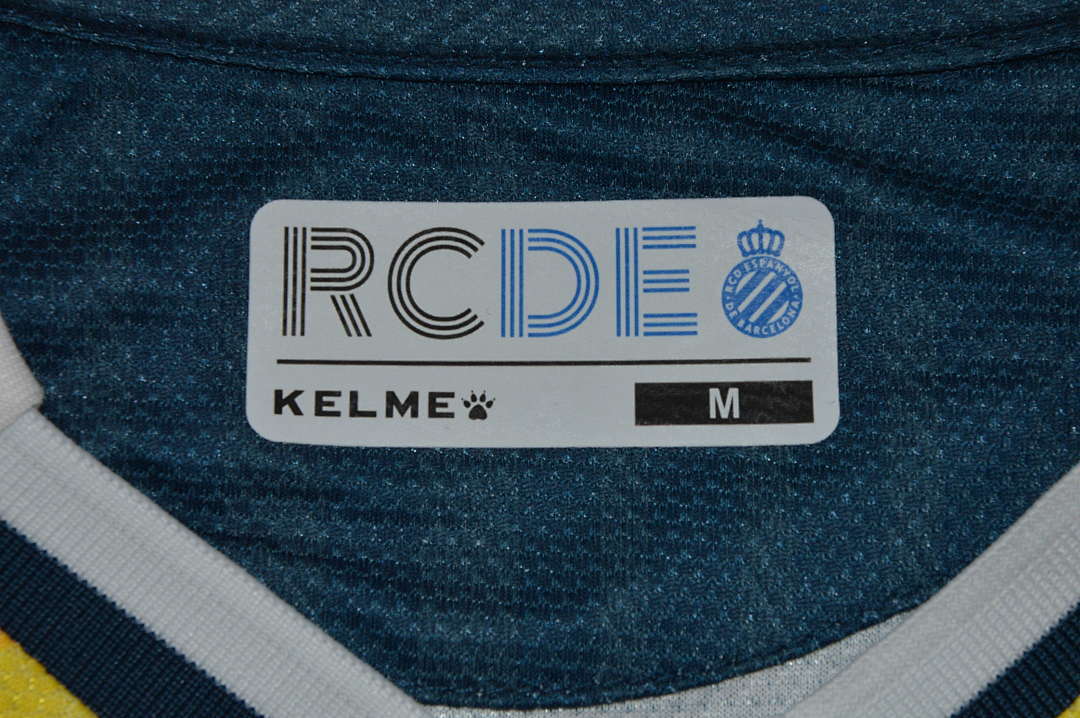 RCDE
RCD ESPANYOL
DE BARCELONA
KELME
M